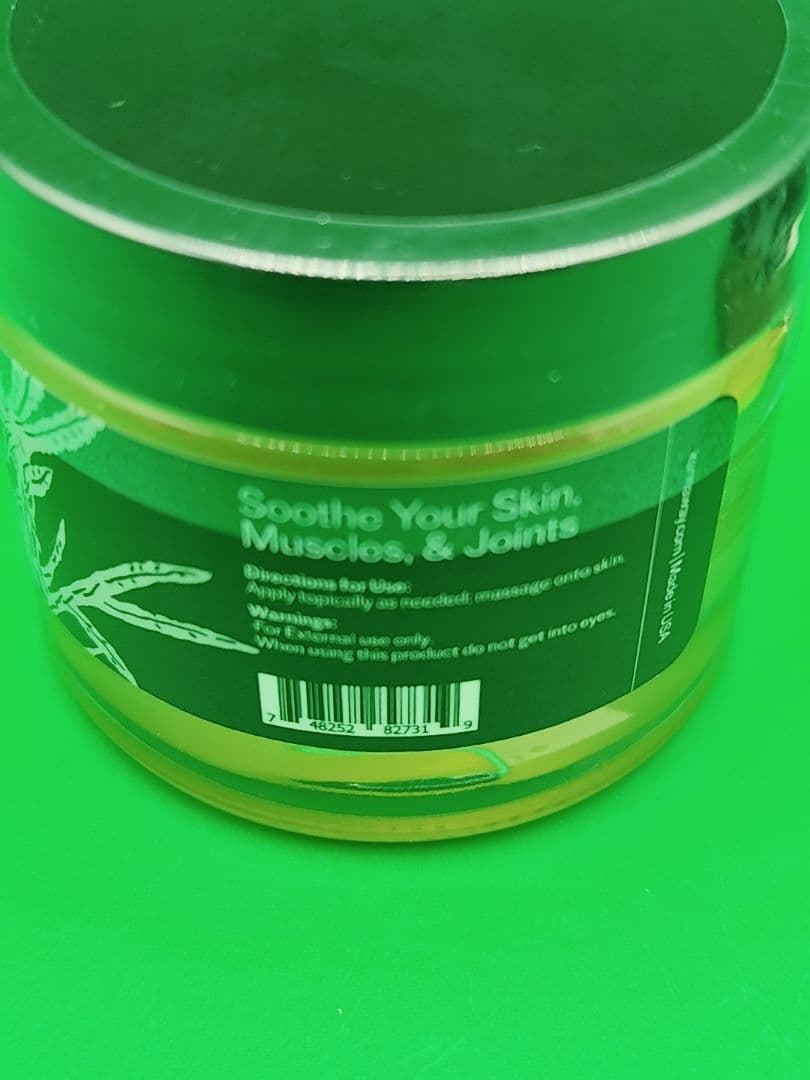 Soothe Your Skin,
Muscles, & Joints
Directions for Use:
Apply topically as needed; massage onto skin.
Warnings:
For External use only.
When using this product do not get into eyes.
7 48252 82731 9
.com | Made in USA